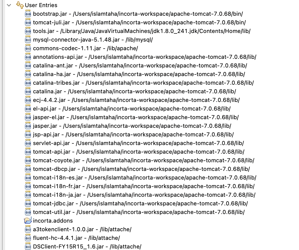 User Entries
bootstrap.jar - /Users/islamtaha/incorta-workspace/apache-tomcat-7.0.68/bin/
tomcat-juli.jar - /Users/islamtaha/incorta-workspace/apache-tomcat-7.0.68/bin/
tools.jar - /Library/Java/JavaVirtualMachines/jdk1.8.0_241.jdk/Contents/Home/lib/
mysql-connector-java-5.1.48.jar - /lib/mysql/
commons-codec-1.11.jar - /lib/apache/
annotations-api.jar - /Users/islamtaha/incorta-workspace/apache-tomcat-7.0.68/lib/
catalina-ant.jar - /Users/islamtaha/incorta-workspace/apache-tomcat-7.0.68/lib/
catalina-ha.jar - /Users/islamtaha/incorta-workspace/apache-tomcat-7.0.68/lib/
catalina-tribes.jar - /Users/islamtaha/incorta-workspace/apache-tomcat-7.0.68/lib/
catalina.jar - /Users/islamtaha/incorta-workspace/apache-tomcat-7.0.68/lib/
ecj-4.4.2.jar - /Users/islamtaha/incorta-workspace/apache-tomcat-7.0.68/lib/
el-api.jar - /Users/islamtaha/incorta-workspace/apache-tomcat-7.0.68/lib/
jasper-el.jar - /Users/islamtaha/incorta-workspace/apache-tomcat-7.0.68/lib/
jasper.jar - /Users/islamtaha/incorta-workspace/apache-tomcat-7.0.68/lib/
jsp-api.jar - /Users/islamtaha/incorta-workspace/apache-tomcat-7.0.68/lib/
servlet-api.jar - /Users/islamtaha/incorta-workspace/apache-tomcat-7.0.68/lib/
tomcat-api.jar - /Users/islamtaha/incorta-workspace/apache-tomcat-7.0.68/lib/
tomcat-coyote.jar - /Users/islamtaha/incorta-workspace/apache-tomcat-7.0.68/lib/
tomcat-dbcp.jar - /Users/islamtaha/incorta-workspace/apache-tomcat-7.0.68/lib/
tomcat-i18n-es.jar - /Users/islamtaha/incorta-workspace/apache-tomcat-7.0.68/lib/
tomcat-i18n-fr.jar - /Users/islamtaha/incorta-workspace/apache-tomcat-7.0.68/lib/
tomcat-i18n-ja.jar - /Users/islamtaha/incorta-workspace/apache-tomcat-7.0.68/lib/
tomcat-jdbc.jar - /Users/islamtaha/incorta-workspace/apache-tomcat-7.0.68/lib/
tomcat-util.jar - /Users/islamtaha/incorta-workspace/apache-tomcat-7.0.68/lib/
incorta.addons
a3tokenclient-1.0.0.jar - /lib/apache/
fluent-hc-4.4.1.jar - /lib/apache/
OSClient-FY15R15_1.6.jar - /lib/apache/